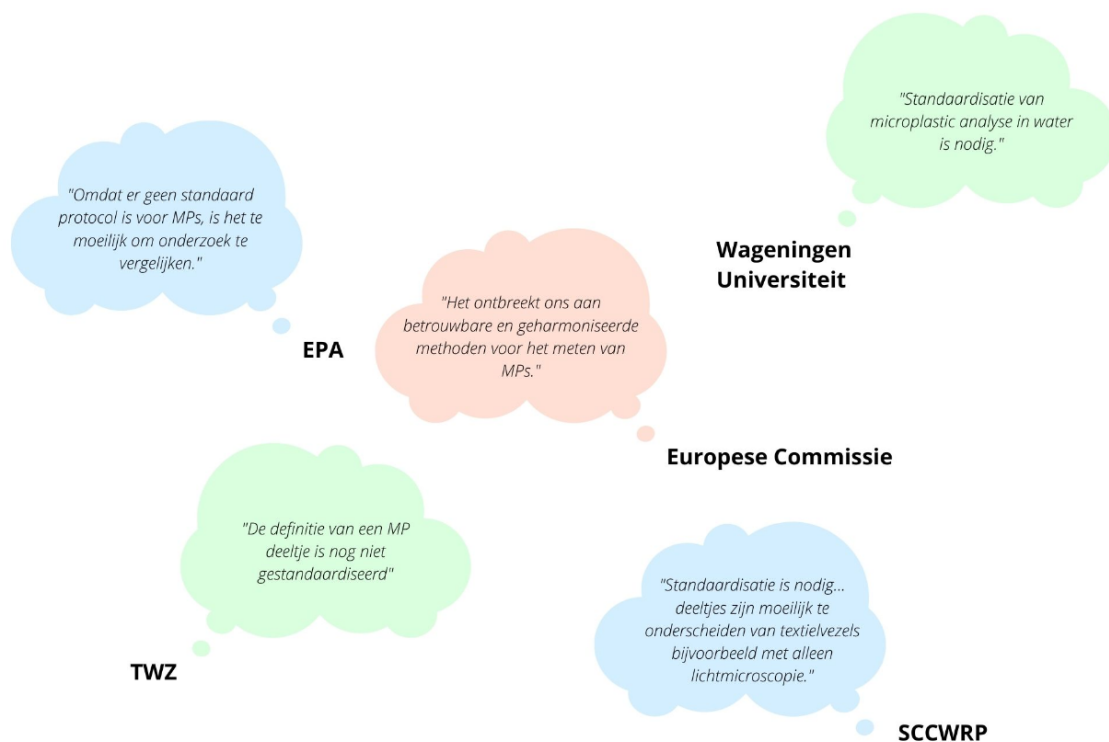 "Standaardisatie van
microplastic analyse in water
is nodig."
Wageningen
Universiteit
"Omdat er geen standaard
protocol is voor MPs, is het te
moeilijk om onderzoek te
vergelijken."
EPA
"Het ontbreekt ons aan
betrouwbare en geharmoniseerde
methoden voor het meten van
MPs."
Europese Commissie
"De definitie van een MP
deeltje is nog niet
gestandaardiseerd"
TWZ
"Standaardisatie is nodig...
deeltjes zijn moeilijk te
onderscheiden van textielvezels
bijvoorbeeld met alleen
lichtmicroscopie."
SCCWRP